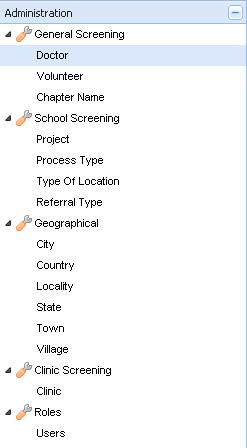 Administration
General Screening
Doctor
Volunteer
Chapter Name
School Screening
Project
Process Type
Type Of Location
Referral Type
Geographical
City
Country
Locality
State
Town
Village
Clinic Screening
Clinic
Roles
Users